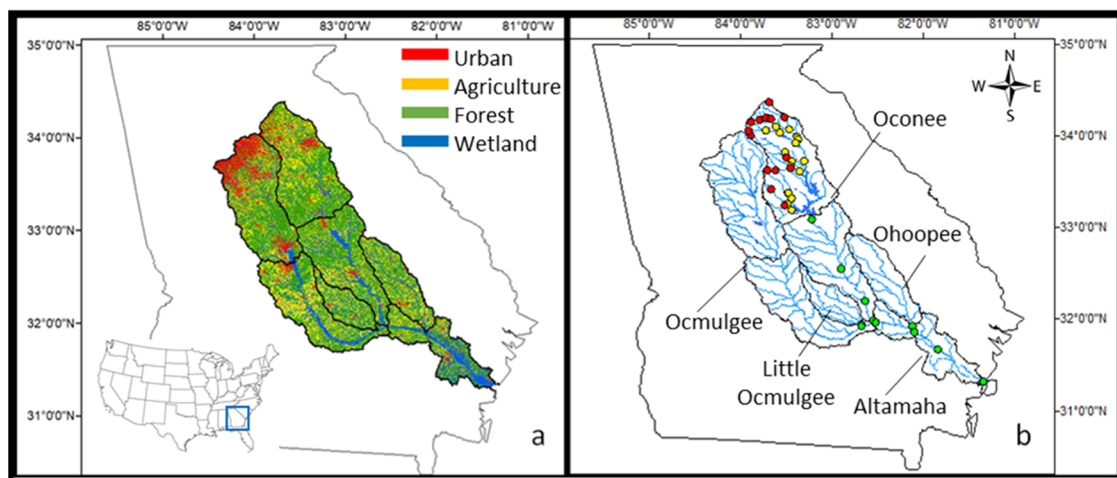 85°0'0"W 84°0'0"W 83°0'0"W 82°0'0"W 81°0'0"W
35°0'0"N
34°0'0"N
33°0'0"N
32°0'0"N
31°0'0"N
Urban
Agriculture
Forest
Wetland
a
85°0'0"W 84°0'0"W 83°0'0"W 82°0'0"W 81°0'0"W
35°0'0"N
34°0'0"N
33°0'0"N
32°0'0"N
31°0'0"N
N
W E
S
Oconee
Ohoopee
Ocmulgee
Little
Ocmulgee
Altamaha
b